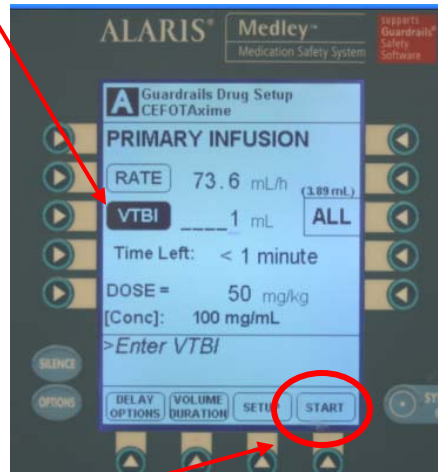 ALARIS® Medley™
Medication Safety System
supports
Guardrails®
Safety
Software
A Guardrails Drug Setup
CEFOTAxime
PRIMARY INFUSION
RATE 73.6 mL/h
(3.89 mL)
VTBI ____1 mL ALL
Time Left: < 1 minute
DOSE = 50 mg/kg
[Conc]: 100 mg/mL
>Enter VTBI
SILENCE
OPTIONS
DELAY OPTIONS VOLUME DURATION SETUP START